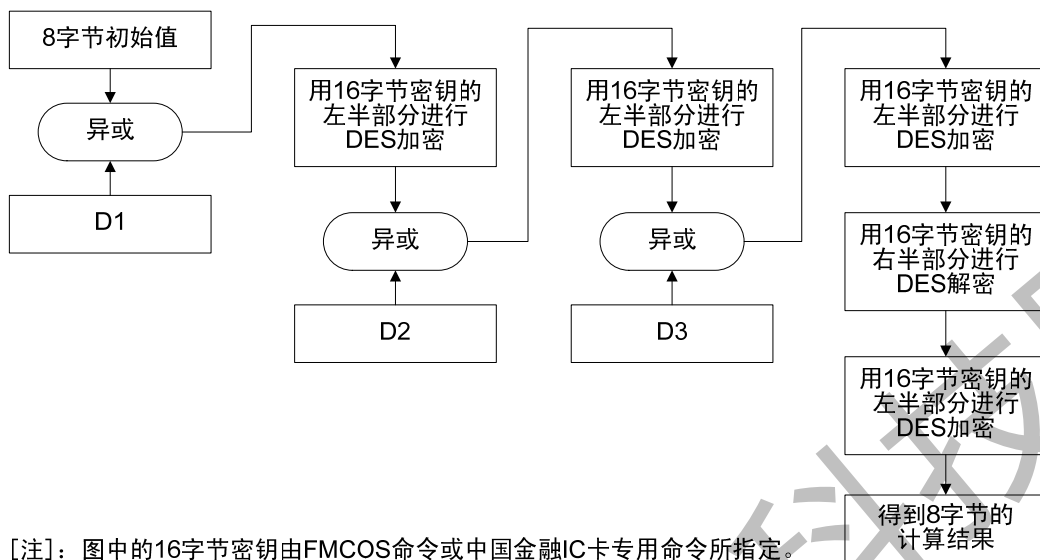 8字节初始值
异或
D1
用16字节密钥的
左半部分进行
DES加密
异或
D2
用16字节密钥的
左半部分进行
DES加密
异或
D3
用16字节密钥的
左半部分进行
DES加密
用16字节密钥的
右半部分进行
DES解密
用16字节密钥的
左半部分进行
DES加密
得到8字节的
计算结果
[注]：图中的16字节密钥由FMCOS命令或中国金融IC卡专用命令所指定。
科技